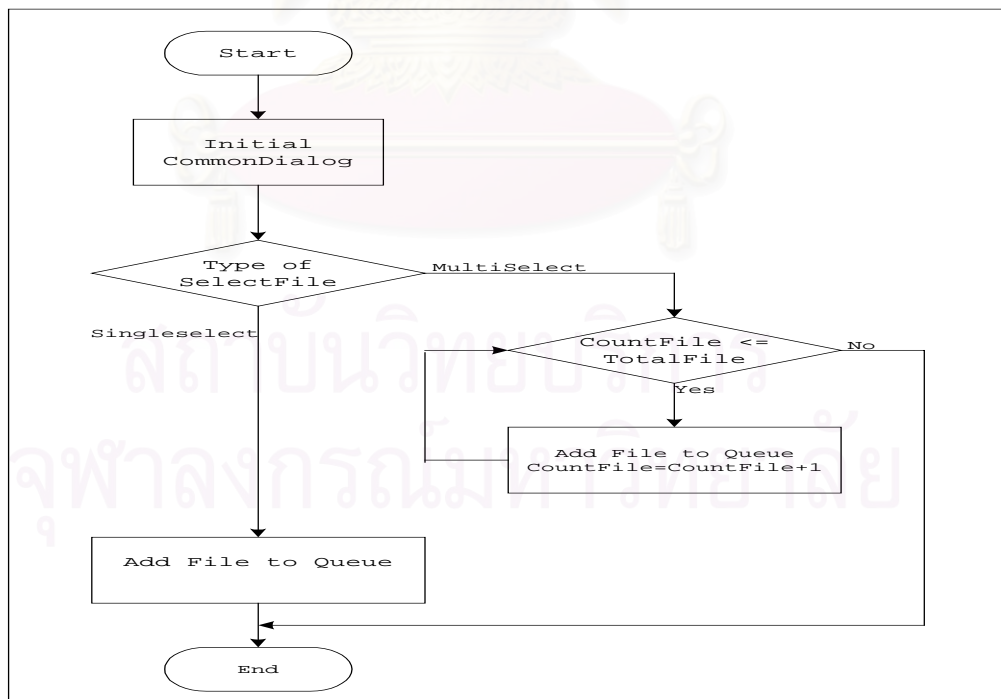 Start
Initial
CommonDialog
Type of
SelectFile
MultiSelect
Singleselect
CountFile <=
TotalFile
No
Yes
Add File to Queue
CountFile=CountFile+1
Add File to Queue
End
สถาบันวิทยบริการ
จุฬาลงกรณ์มหาวิทยาลัย